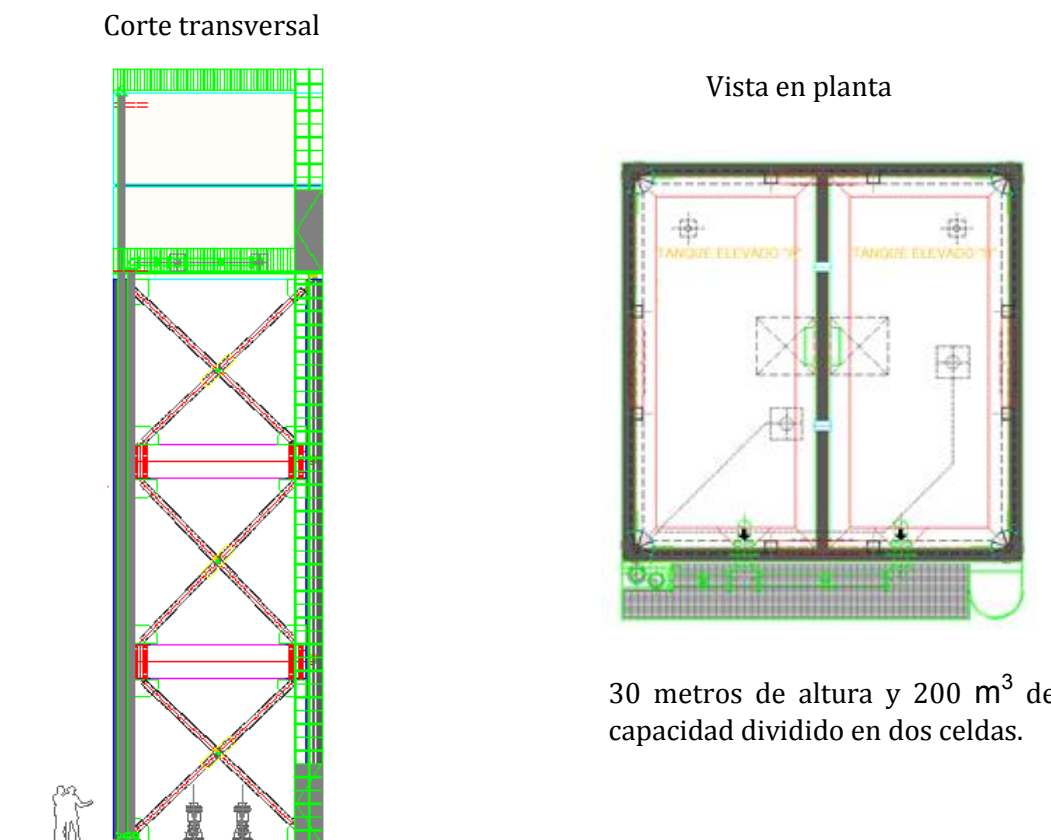 Corte transversal
Vista en planta
TANQUE ELEVADO "A"
TANQUE ELEVADO "B"
30 metros de altura y 200 m³ de
capacidad dividido en dos celdas.